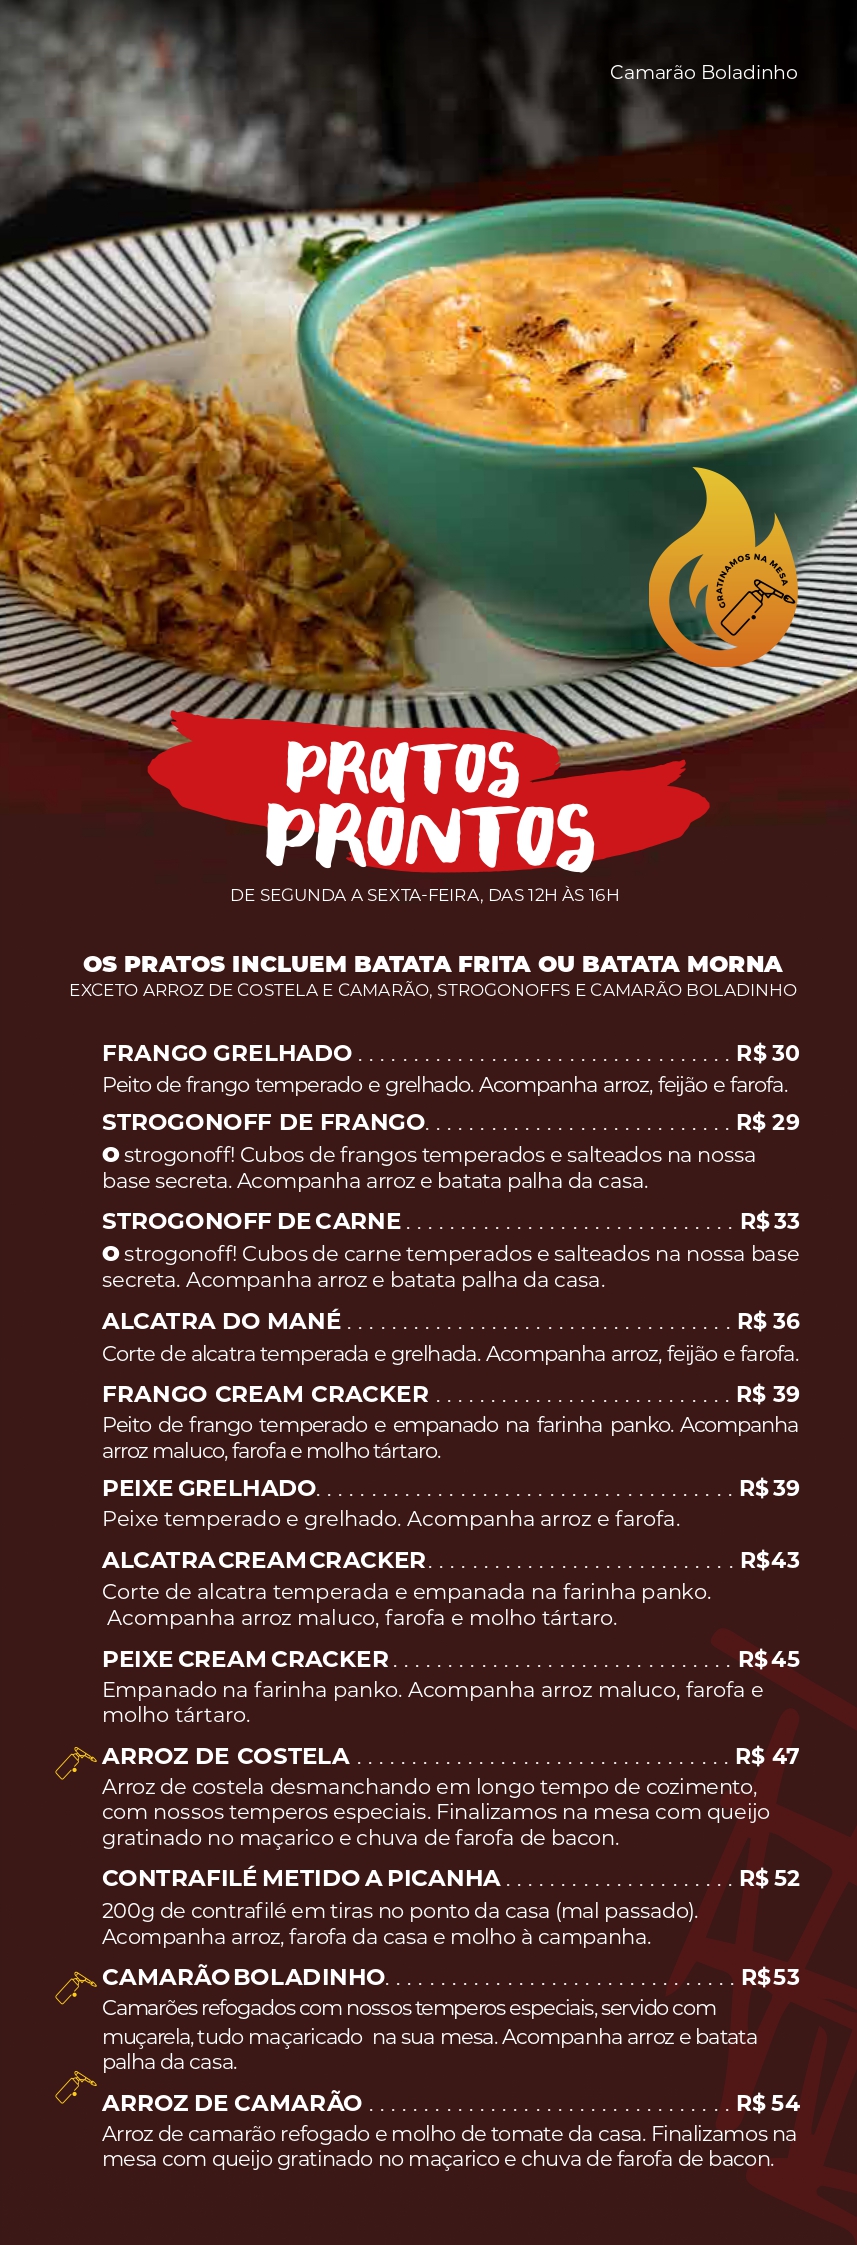 Camarão Boladinho
GRATINAMOS NA MESA
PRATOS
PRONTOS
DE SEGUNDA A SEXTA-FEIRA, DAS 12H ÀS 16H
OS PRATOS INCLUEM BATATA FRITA OU BATATA MORNA
EXCETO ARROZ DE COSTELA E CAMARÃO, STROGONOFFS E CAMARÃO BOLADINHO
FRANGO GRELHADO . . . . . . . . . . . . . . . . . . . . . . . . . . . . . . . . . . R$ 30
Peito de frango temperado e grelhado. Acompanha arroz, feijão e farofa.
STROGONOFF DE FRANGO. . . . . . . . . . . . . . . . . . . . . . . . . . . . R$ 29
O strogonoff! Cubos de frangos temperados e salteados na nossa
base secreta. Acompanha arroz e batata palha da casa.
STROGONOFF DE CARNE . . . . . . . . . . . . . . . . . . . . . . . . . . . . . . R$ 33
O strogonoff! Cubos de carne temperados e salteados na nossa base
secreta. Acompanha arroz e batata palha da casa.
ALCATRA DO MANÉ . . . . . . . . . . . . . . . . . . . . . . . . . . . . . . . . . . . R$ 36
Corte de alcatra temperada e grelhada. Acompanha arroz, feijão e farofa.
FRANGO CREAM CRACKER . . . . . . . . . . . . . . . . . . . . . . . . . . . R$ 39
Peito de frango temperado e empanado na farinha panko. Acompanha
arroz maluco, farofa e molho tártaro.
PEIXE GRELHADO. . . . . . . . . . . . . . . . . . . . . . . . . . . . . . . . . . . . . . R$ 39
Peixe temperado e grelhado. Acompanha arroz e farofa.
ALCATRA CREAM CRACKER. . . . . . . . . . . . . . . . . . . . . . . . . . . . R$ 43
Corte de alcatra temperada e empanada na farinha panko.
Acompanha arroz maluco, farofa e molho tártaro.
PEIXE CREAM CRACKER . . . . . . . . . . . . . . . . . . . . . . . . . . . . . . . R$ 45
Empanado na farinha panko. Acompanha arroz maluco, farofa e
molho tártaro.
ARROZ DE COSTELA . . . . . . . . . . . . . . . . . . . . . . . . . . . . . . . . . . R$ 47
Arroz de costela desmanchando em longo tempo de cozimento,
com nossos temperos especiais. Finalizamos na mesa com queijo
gratinado no maçarico e chuva de farofa de bacon.
CONTRAFILÉ METIDO A PICANHA . . . . . . . . . . . . . . . . . . . . . R$ 52
200g de contrafilé em tiras no ponto da casa (mal passado).
Acompanha arroz, farofa da casa e molho à campanha.
CAMARÃO BOLADINHO. . . . . . . . . . . . . . . . . . . . . . . . . . . . . . . . R$ 53
Camarões refogados com nossos temperos especiais, servido com
muçarela, tudo maçaricado na sua mesa. Acompanha arroz e batata
palha da casa.
ARROZ DE CAMARÃO . . . . . . . . . . . . . . . . . . . . . . . . . . . . . . . . . R$ 54
Arroz de camarão refogado e molho de tomate da casa. Finalizamos na
mesa com queijo gratinado no maçarico e chuva de farofa de bacon.